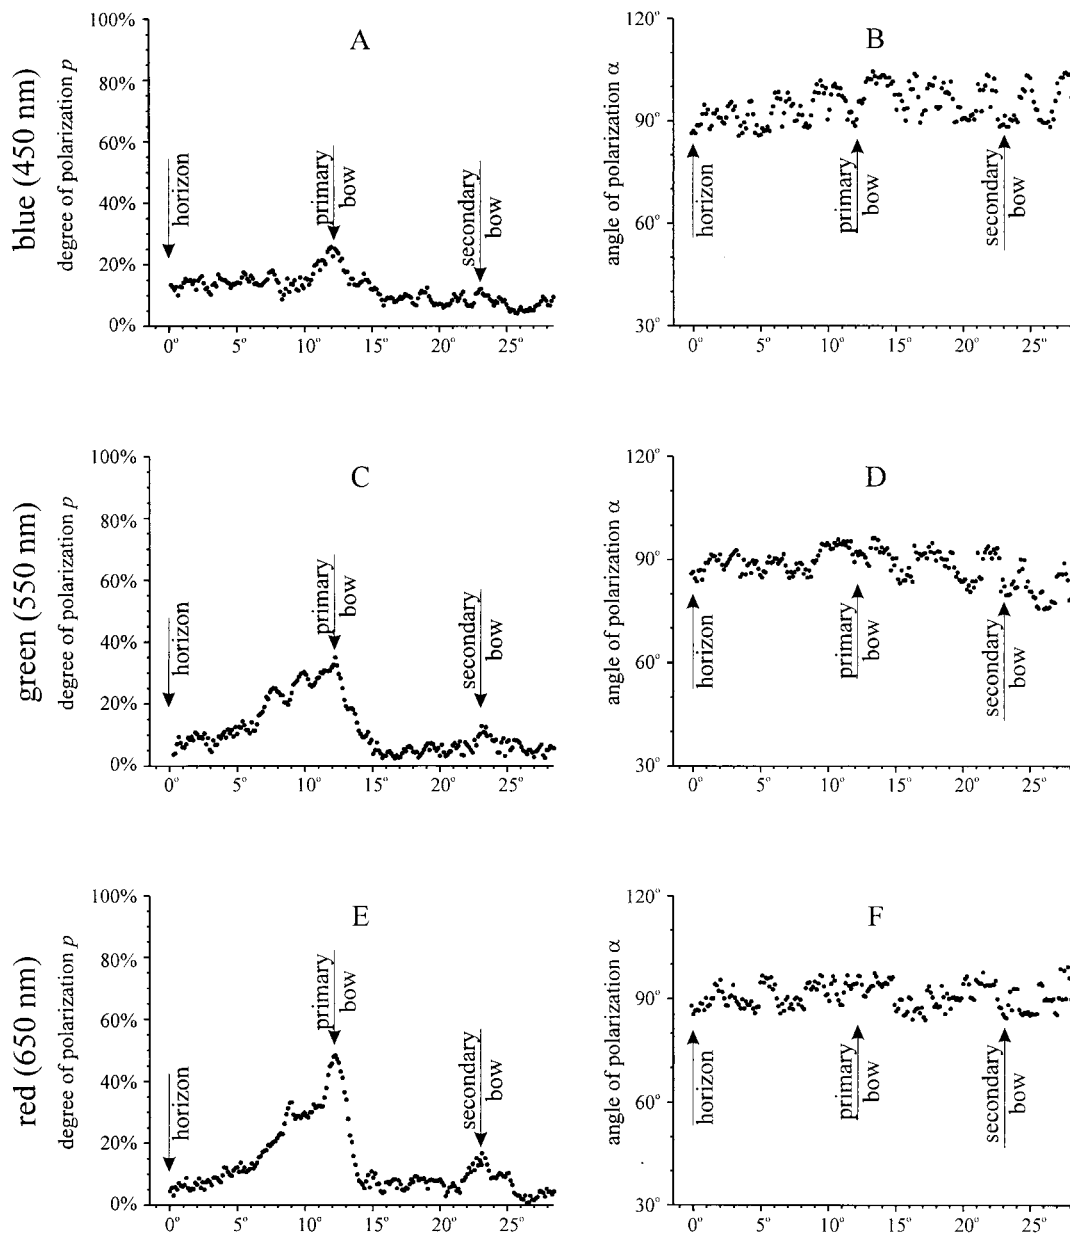 blue (450 nm)
degree of polarization p
100%
80%
60%
40%
20%
0%
A
horizon
primary
bow
secondary
bow
0° 5° 10° 15° 20° 25°
angle of polarization α
120°
90°
60°
30°
B
horizon
primary
bow
secondary
bow
0° 5° 10° 15° 20° 25°
green (550 nm)
degree of polarization p
100%
80%
60%
40%
20%
0%
C
horizon
primary
bow
secondary
bow
0° 5° 10° 15° 20° 25°
angle of polarization α
120°
90°
60°
30°
D
horizon
primary
bow
secondary
bow
0° 5° 10° 15° 20° 25°
red (650 nm)
degree of polarization p
100%
80%
60%
40%
20%
0%
E
horizon
primary
bow
secondary
bow
0° 5° 10° 15° 20° 25°
angle of polarization α
120°
90°
60°
30°
F
horizon
primary
bow
secondary
bow
0° 5° 10° 15° 20° 25°